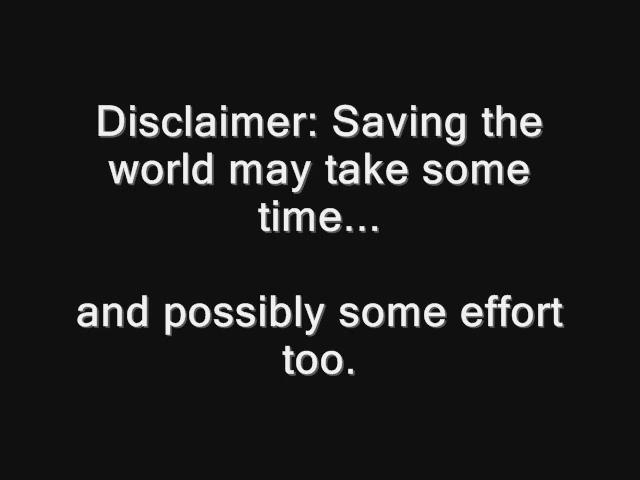 Disclaimer: Saving the
world may take some
time...
and possibly some effort
too.